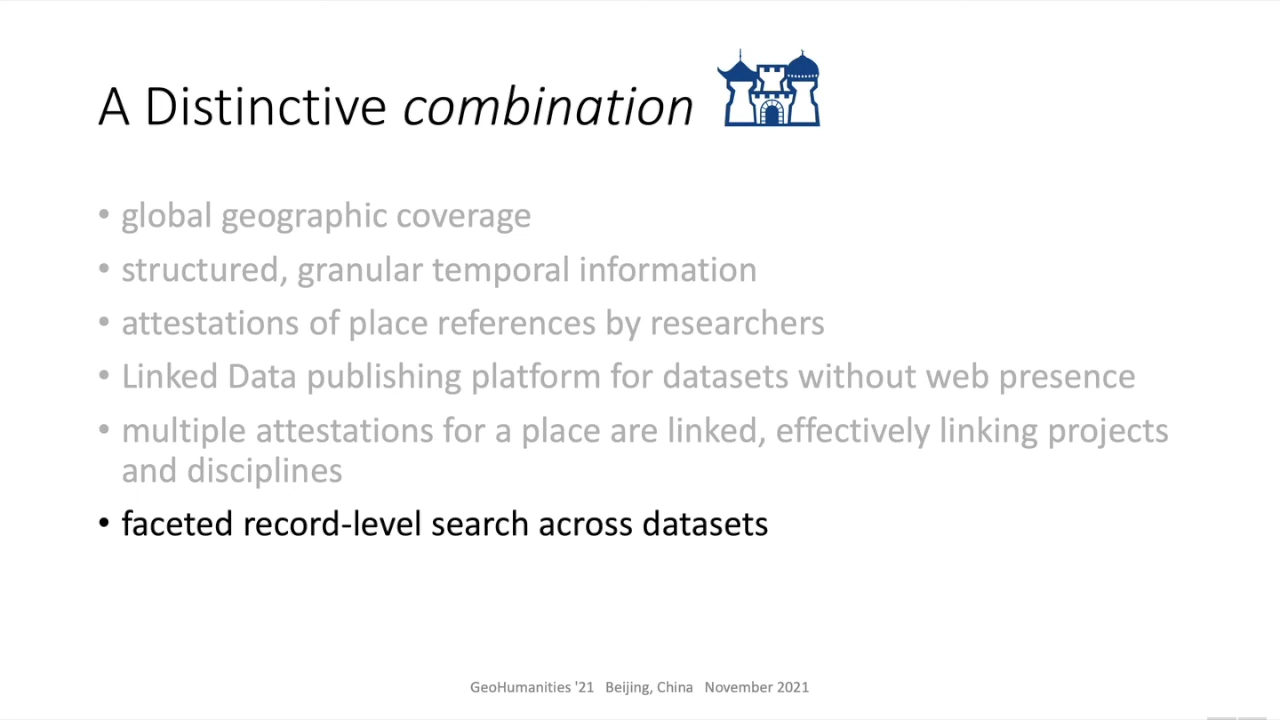 A Distinctive combination
• global geographic coverage
• structured, granular temporal information
• attestations of place references by researchers
• Linked Data publishing platform for datasets without web presence
• multiple attestations for a place are linked, effectively linking projects
and disciplines
• faceted record-level search across datasets
GeoHumanities '21 Beijing, China November 2021